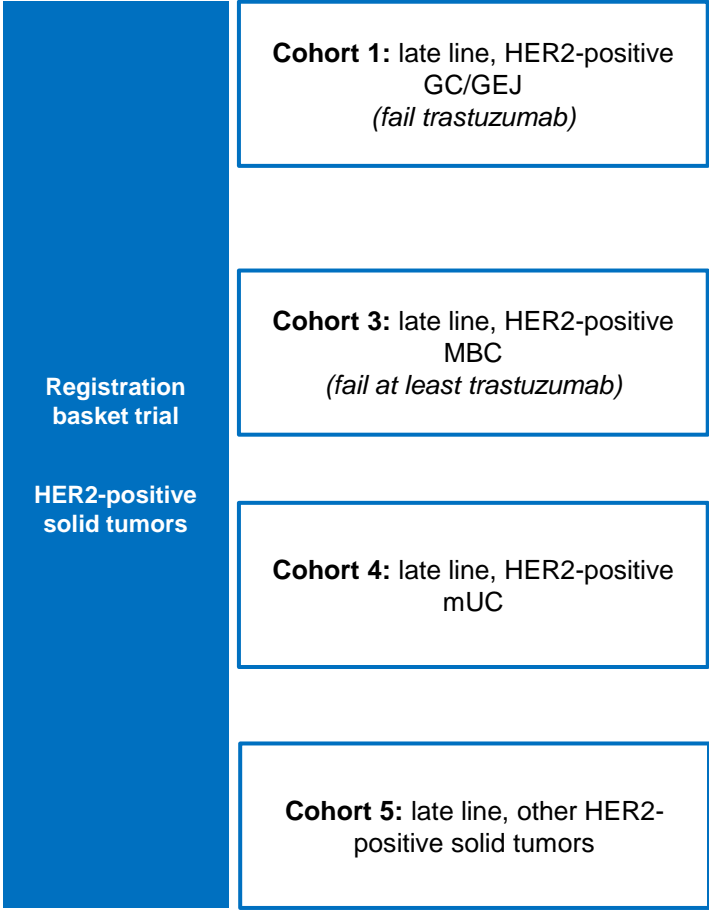 Registration
basket trial
HER2-positive
solid tumors
Cohort 1: late line, HER2-positive
GC/GEJ
(fail trastuzumab)
Cohort 3: late line, HER2-positive
MBC
(fail at least trastuzumab)
Cohort 4: late line, HER2-positive
mUC
Cohort 5: late line, other HER2-
positive solid tumors